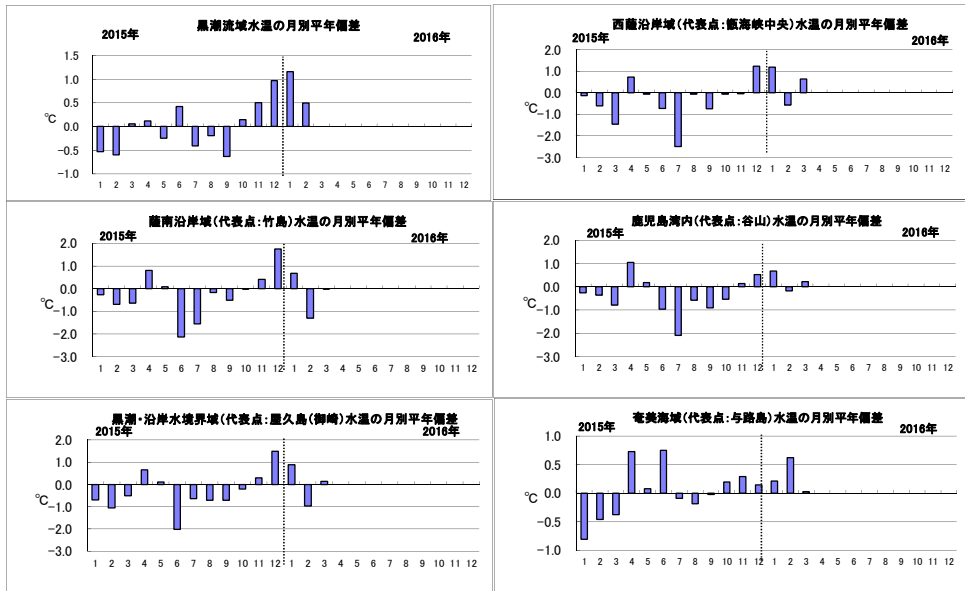 黒潮流域水温の月別平年偏差
2015年
2016年
1.5
1.0
0.5
0.0
−0.5
−1.0
℃
1 2 3 4 5 6 7 8 9 10 11 12 1 2 3 4 5 6 7 8 9 10 11 12
西薩沿岸域(代表点:甑海峡中央)水温の月別平年偏差
2015年
2016年
2.0
1.0
0.0
−1.0
−2.0
−3.0
℃
1 2 3 4 5 6 7 8 9 10 11 12 1 2 3 4 5 6 7 8 9 10 11 12
薩南沿岸域(代表点:竹島)水温の月別平年偏差
2015年
2016年
2.0
1.0
0.0
−1.0
−2.0
−3.0
℃
1 2 3 4 5 6 7 8 9 10 11 12 1 2 3 4 5 6 7 8 9 10 11 12
鹿児島湾内(代表点:谷山)水温の月別平年偏差
2015年
2016年
2.0
1.0
0.0
−1.0
−2.0
−3.0
℃
1 2 3 4 5 6 7 8 9 10 11 12 1 2 3 4 5 6 7 8 9 10 11 12
黒潮・沿岸水境界域(代表点:屋久島(御崎)水温の月別平年偏差
2015年
2016年
2.0
1.0
0.0
−1.0
−2.0
−3.0
℃
1 2 3 4 5 6 7 8 9 10 11 12 1 2 3 4 5 6 7 8 9 10 11 12
奄美海域(代表点:与路島)水温の月別平年偏差
2015年
2016年
1.0
0.5
0.0
−0.5
−1.0
℃
1 2 3 4 5 6 7 8 9 10 11 12 1 2 3 4 5 6 7 8 9 10 11 12